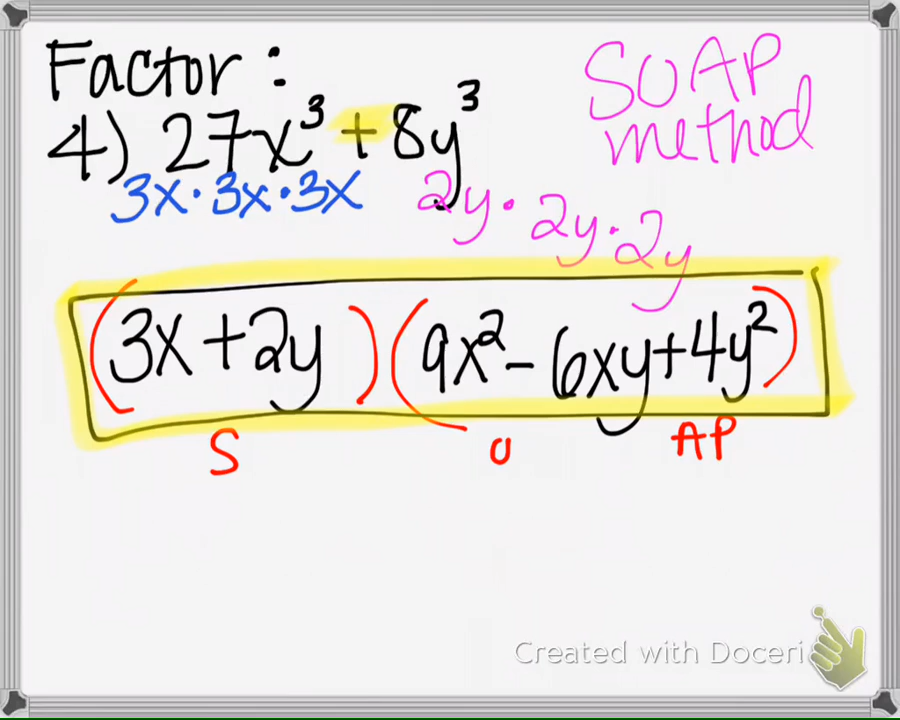 Factor :
SOAP
method
4) 27x³ + 8y³
3x · 3x · 3x 2y · 2y · 2y
(3x + 2y)(9x² - 6xy + 4y²)
S O AP
Created with Doceri